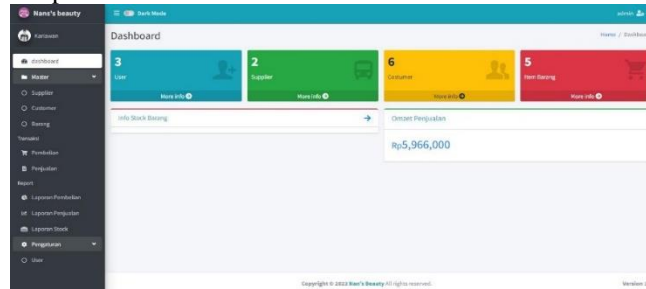 Nans's beauty
Dark Mode
admin
Karyawan
Dashboard
Home / Dashboard
dashboard
Master
Supplier
Customer
Barang
Transaksi
Pembelian
Penjualan
Report
Laporan Pembelian
Laporan Penjualan
Laporan Stock
Pengaturan
User
3
User
More info
2
Supplier
More info
6
Costumer
More info
5
Item Barang
More info
Info Stock Barang
Omzet Penjualan
Rp5,966,000
Copyright © 2022 Nan's Beauty All rights reserved.
Version